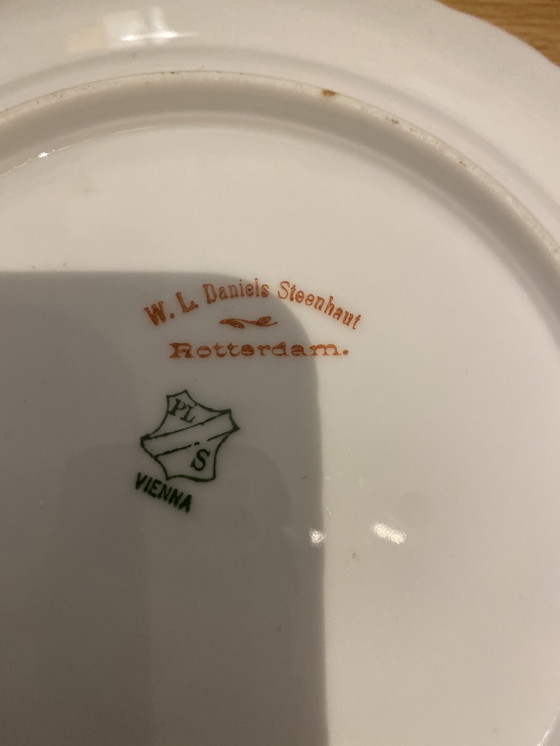 W. L. Daniels Steenhaut
Rotterdam.
PL
S
VIENNA